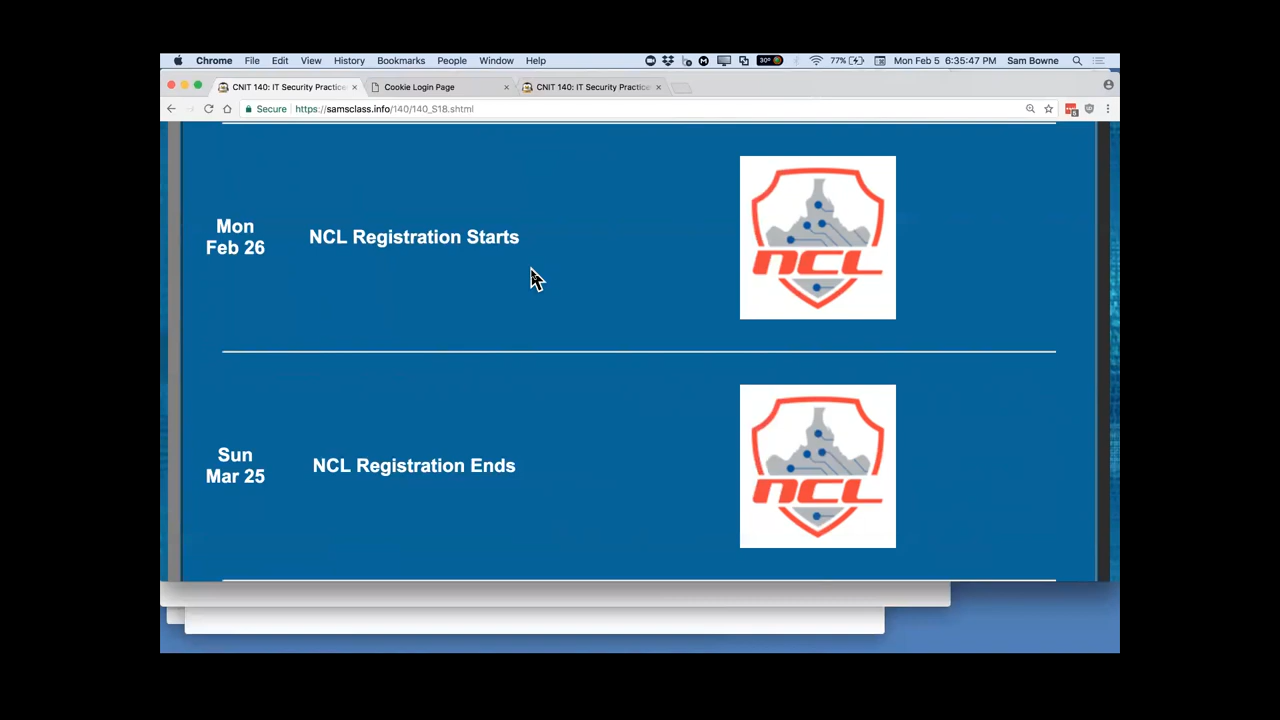 Chrome File Edit View History Bookmarks People Window Help 30° 77% Mon Feb 5 6:35:47 PM Sam Bowne
CNIT 140: IT Security Practice Cookie Login Page CNIT 140: IT Security Practice
Secure https://samsclass.info/140/140_S18.shtml
Mon
Feb 26
NCL Registration Starts
NCL
Sun
Mar 25
NCL Registration Ends
NCL